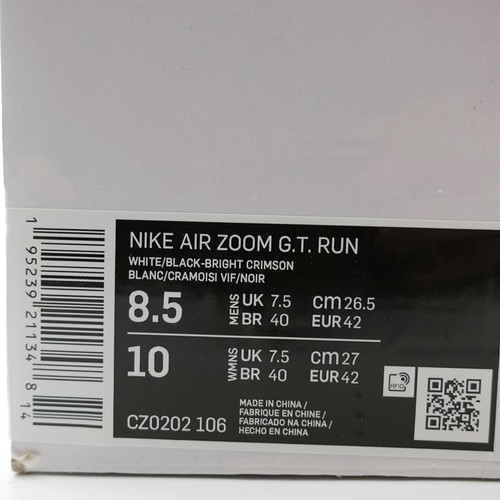 NIKE AIR ZOOM G.T. RUN
WHITE/BLACK-BRIGHT CRIMSON
BLANC/CRAMOISI VIF/NOIR
8.5 MENS UK 7.5 cm 26.5
BR 40 EUR 42
10 WMNS UK 7.5 cm 27
BR 40 EUR 42
RFID
CZ0202 106
MADE IN CHINA /
FABRIQUE EN CHINE /
FABRICADO NA CHINA /
HECHO EN CHINA
1 95239 21134 8 14